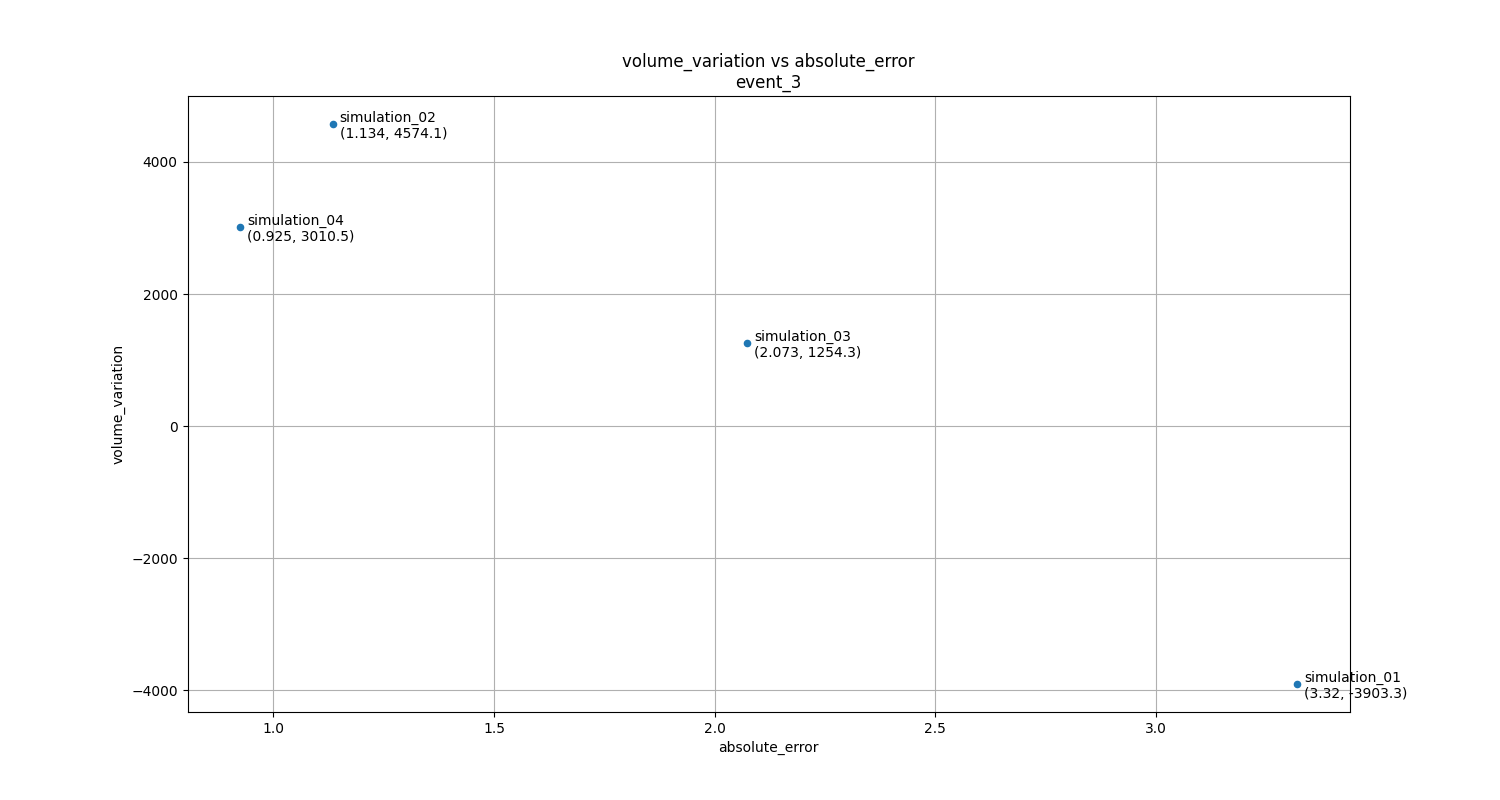 volume_variation vs absolute_error
event_3
simulation_02
(1.134, 4574.1)
4000
simulation_04
(0.925, 3010.5)
2000
simulation_03
(2.073, 1254.3)
volume_variation
0
−2000
simulation_01
(3.32, -3903.3)
−4000
1.0
1.5
2.0
2.5
3.0
absolute_error